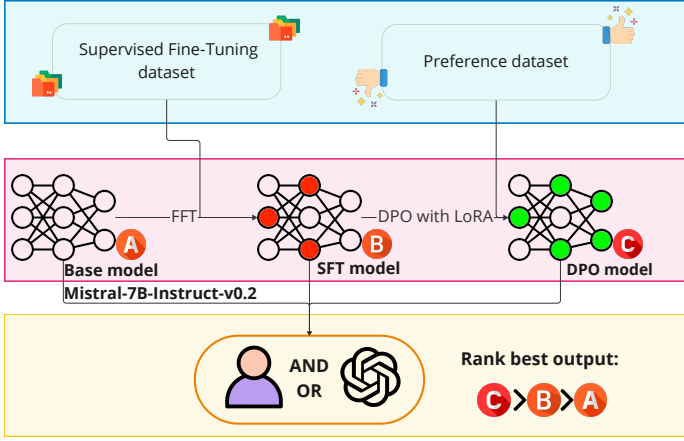 Supervised Fine-Tuning
dataset
Preference dataset
FFT
DPO with LoRA
A
B
C
Base model
SFT model
DPO model
Mistral-7B-Instruct-v0.2
AND
OR
Rank best output:
C > B > A